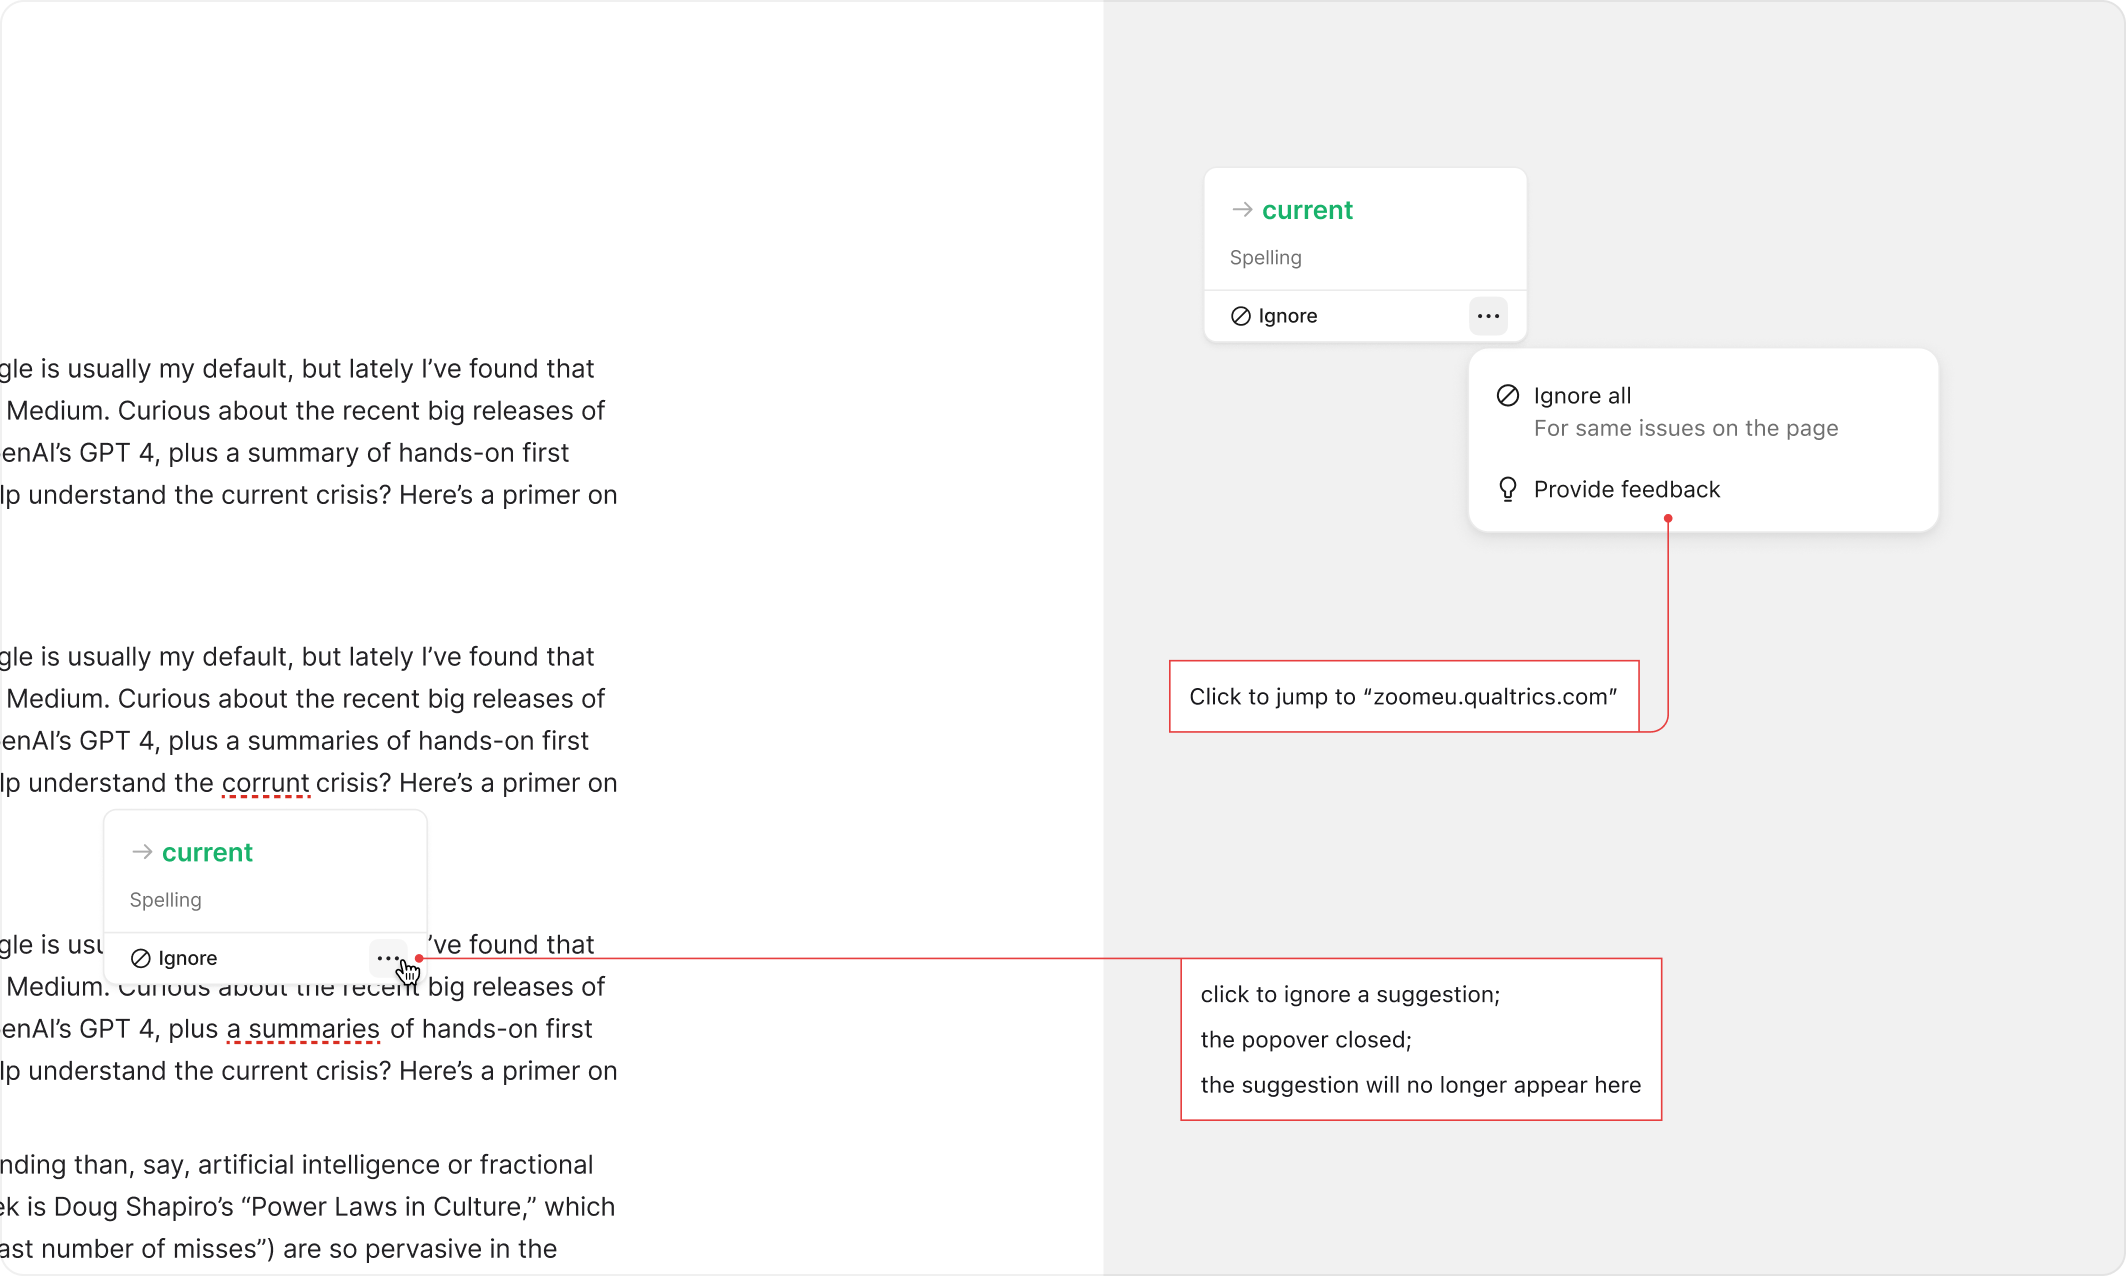 gle is usually my default, but lately I’ve found that
Medium. Curious about the recent big releases of
enAI’s GPT 4, plus a summary of hands-on first
lp understand the current crisis? Here’s a primer on
gle is usually my default, but lately I’ve found that
Medium. Curious about the recent big releases of
enAI’s GPT 4, plus a summaries of hands-on first
lp understand the corrunt crisis? Here’s a primer on
→ current
Spelling
Ignore
gle is usu ’ve found that
Medium. Curious about the recent big releases of
enAI’s GPT 4, plus a summaries of hands-on first
lp understand the current crisis? Here’s a primer on
nding than, say, artificial intelligence or fractional
ek is Doug Shapiro’s “Power Laws in Culture,” which
ast number of misses”) are so pervasive in the
→ current
Spelling
Ignore
Ignore all
For same issues on the page
Provide feedback
Click to jump to “zoomeu.qualtrics.com”
click to ignore a suggestion;
the popover closed;
the suggestion will no longer appear here